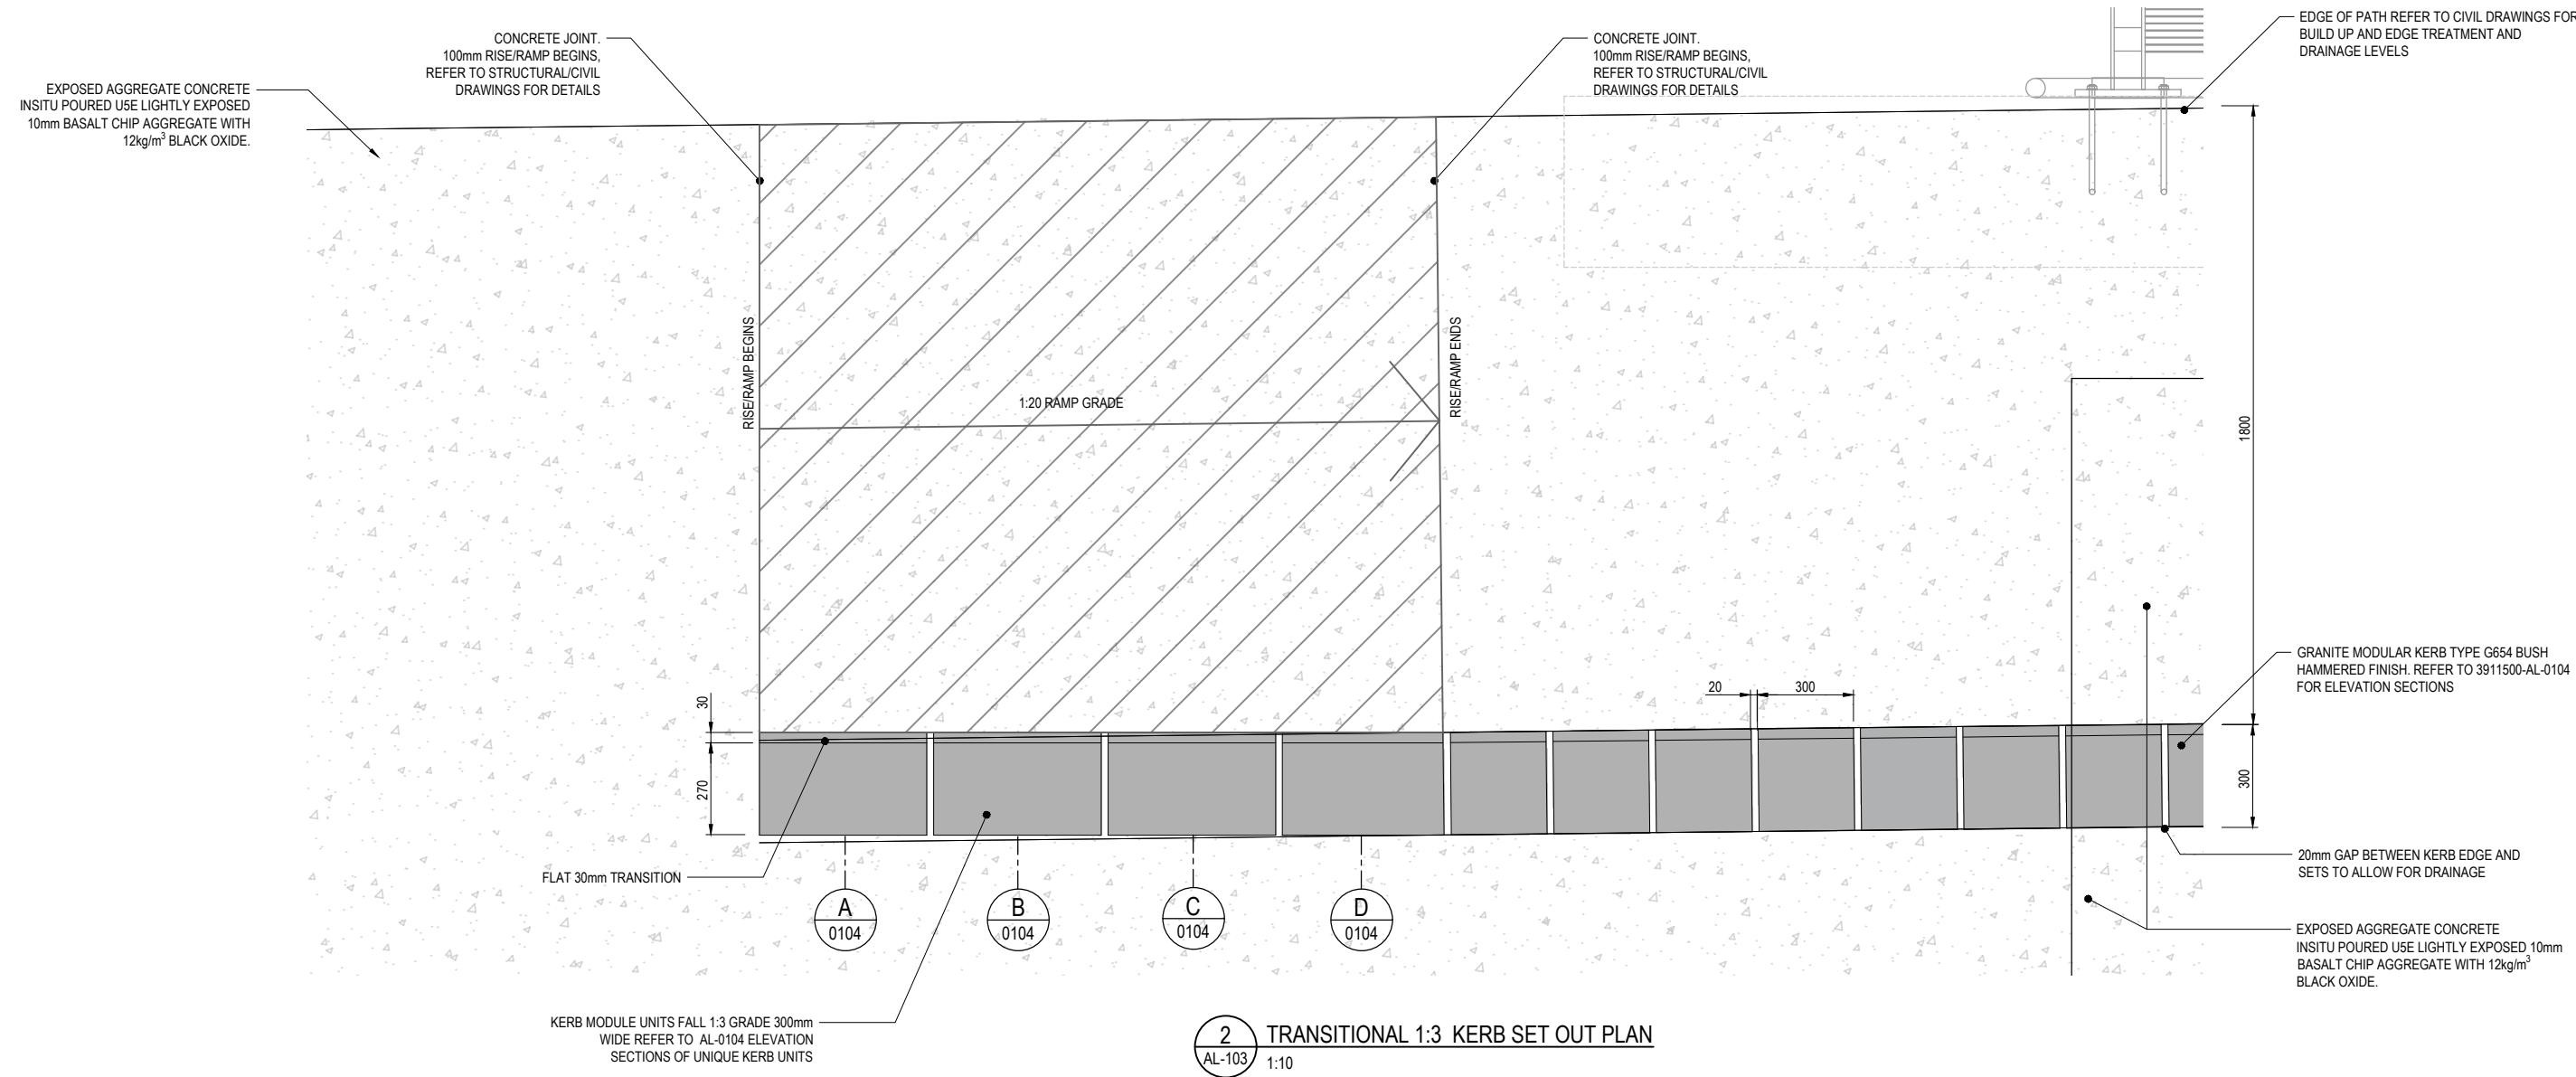 CONCRETE JOINT.
100mm RISE/RAMP BEGINS,
REFER TO STRUCTURAL/CIVIL
DRAWINGS FOR DETAILS
CONCRETE JOINT.
100mm RISE/RAMP BEGINS,
REFER TO STRUCTURAL/CIVIL
DRAWINGS FOR DETAILS
EDGE OF PATH REFER TO CIVIL DRAWINGS FOR
BUILD UP AND EDGE TREATMENT AND
DRAINAGE LEVELS
EXPOSED AGGREGATE CONCRETE
INSITU POURED U5E LIGHTLY EXPOSED
10mm BASALT CHIP AGGREGATE WITH
12kg/m³ BLACK OXIDE.
RISE/RAMP BEGINS
1:20 RAMP GRADE
RISE/RAMP ENDS
1800
GRANITE MODULAR KERB TYPE G654 BUSH
HAMMERED FINISH. REFER TO 3911500-AL-0104
FOR ELEVATION SECTIONS
30
20
300
270
300
FLAT 30mm TRANSITION
20mm GAP BETWEEN KERB EDGE AND
SETS TO ALLOW FOR DRAINAGE
A
0104
B
0104
C
0104
D
0104
EXPOSED AGGREGATE CONCRETE
INSITU POURED U5E LIGHTLY EXPOSED 10mm
BASALT CHIP AGGREGATE WITH 12kg/m³
BLACK OXIDE.
KERB MODULE UNITS FALL 1:3 GRADE 300mm
WIDE REFER TO AL-0104 ELEVATION
SECTIONS OF UNIQUE KERB UNITS
2
AL-103
TRANSITIONAL 1:3 KERB SET OUT PLAN
1:10